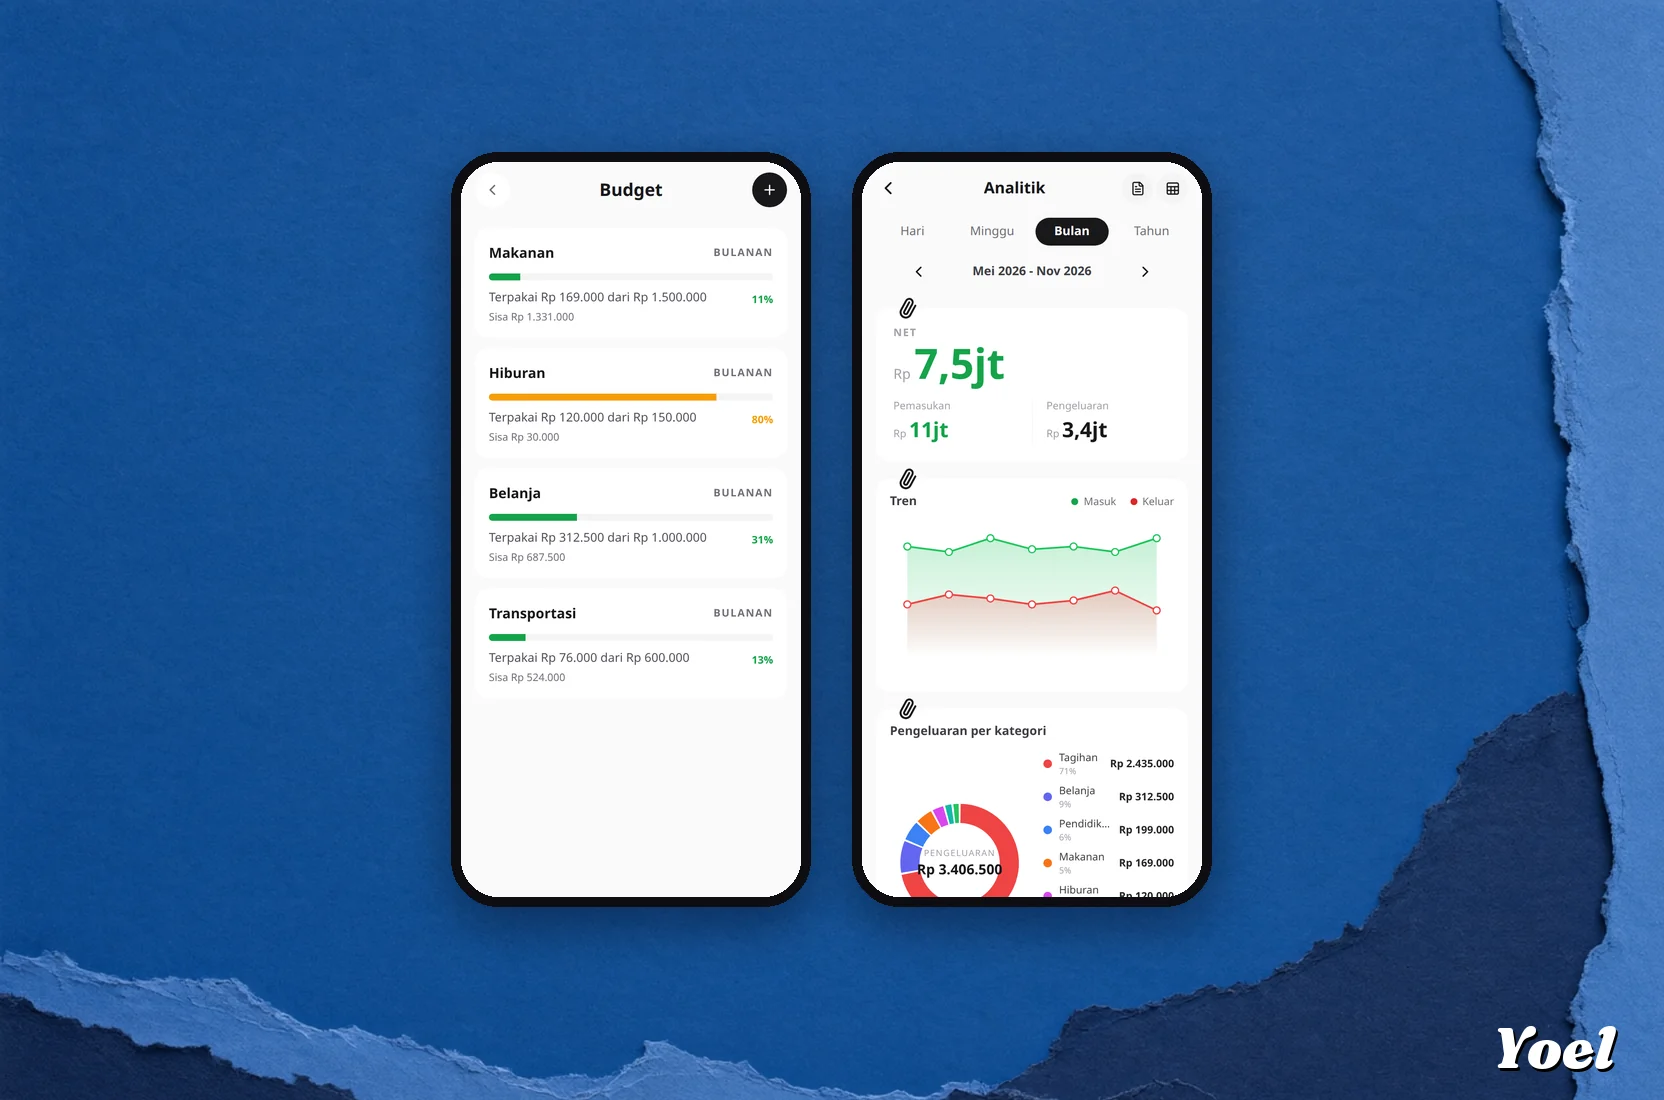 Budget
Makanan BULANAN
Terpakai Rp 169.000 dari Rp 1.500.000 11%
Sisa Rp 1.331.000
Hiburan BULANAN
Terpakai Rp 120.000 dari Rp 150.000 80%
Sisa Rp 30.000
Belanja BULANAN
Terpakai Rp 312.500 dari Rp 1.000.000 31%
Sisa Rp 687.500
Transportasi BULANAN
Terpakai Rp 76.000 dari Rp 600.000 13%
Sisa Rp 524.000
Analitik
Hari Minggu Bulan Tahun
Mei 2026 - Nov 2026
NET
Rp 7,5jt
Pemasukan Pengeluaran
Rp 11jt Rp 3,4jt
Tren Masuk Keluar
Pengeluaran per kategori
Tagihan Rp 2.435.000
71%
Belanja Rp 312.500
9%
Pendidik... Rp 199.000
6%
Makanan Rp 169.000
5%
Hiburan Rp 120.000
PENGELUARAN
Rp 3.406.500
Yoel